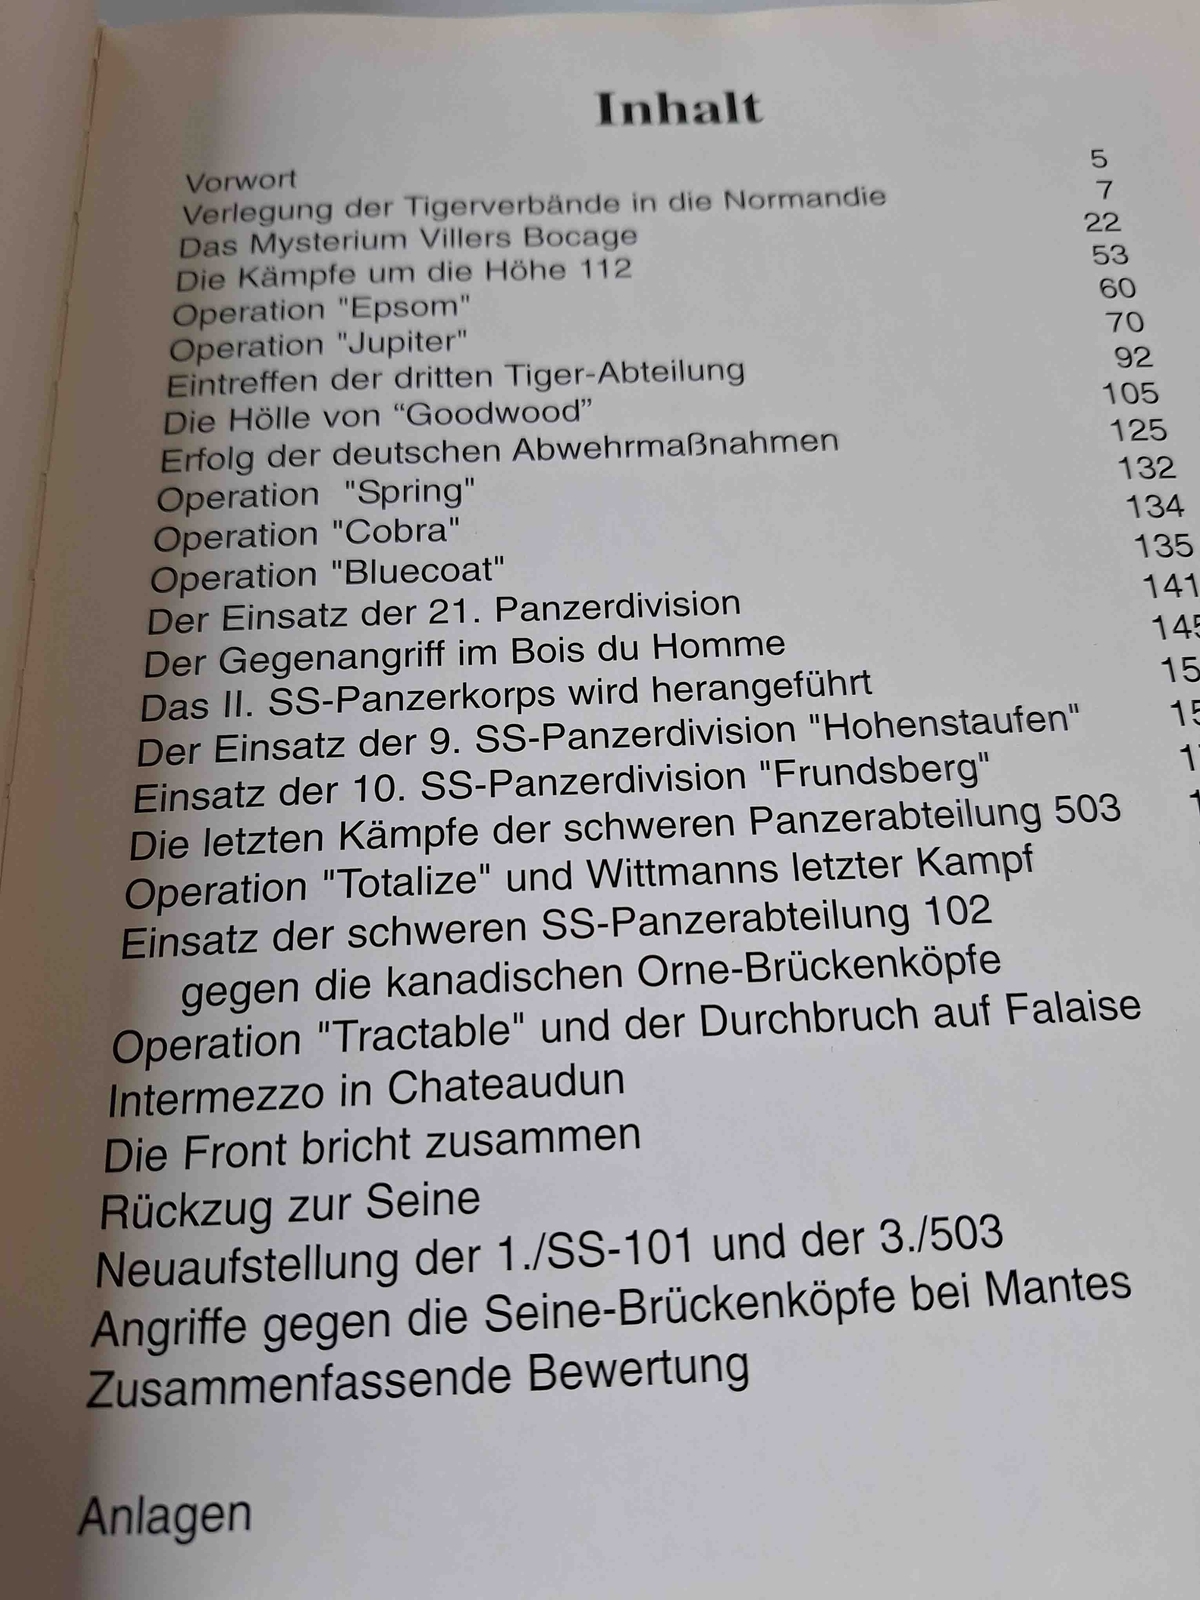 Inhalt
Vorwort 5
Verlegung der Tigerverbände in die Normandie 7
Das Mysterium Villers Bocage 22
Die Kämpfe um die Höhe 112 53
Operation "Epsom" 60
Operation "Jupiter" 70
Eintreffen der dritten Tiger-Abteilung 92
Die Hölle von “Goodwood” 105
Erfolg der deutschen Abwehrmaßnahmen 125
Operation "Spring" 132
Operation "Cobra" 134
Operation "Bluecoat" 135
Der Einsatz der 21. Panzerdivision 141
Der Gegenangriff im Bois du Homme 145
Das II. SS-Panzerkorps wird herangeführt
Der Einsatz der 9. SS-Panzerdivision "Hohenstaufen"
Einsatz der 10. SS-Panzerdivision "Frundsberg"
Die letzten Kämpfe der schweren Panzerabteilung 503
Operation "Totalize" und Wittmanns letzter Kampf
Einsatz der schweren SS-Panzerabteilung 102
gegen die kanadischen Orne-Brückenköpfe
Operation "Tractable" und der Durchbruch auf Falaise
Intermezzo in Chateaudun
Die Front bricht zusammen
Rückzug zur Seine
Neuaufstellung der 1./SS-101 und der 3./503
Angriffe gegen die Seine-Brückenköpfe bei Mantes
Zusammenfassende Bewertung
Anlagen